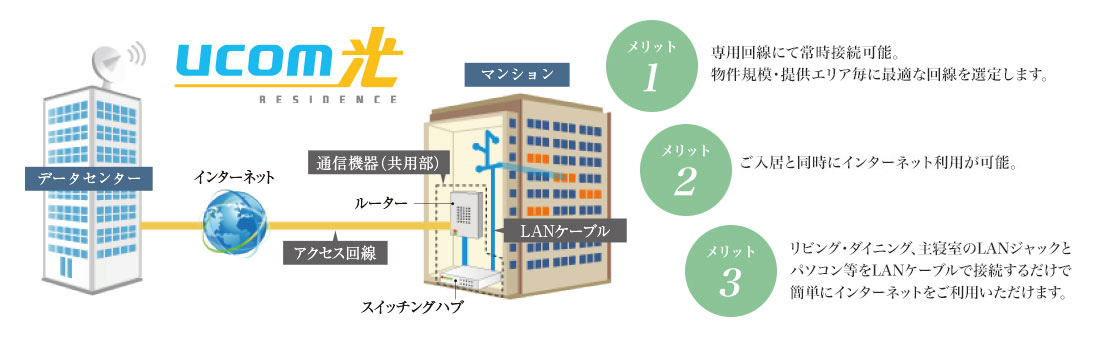 ucom光
RESIDENCE
マンション
データセンター
インターネット
通信機器(共用部)
ルーター
アクセス回線
LANケーブル
スイッチングハブ
メリット
1
専用回線にて常時接続可能。
物件規模・提供エリア毎に最適な回線を選定します。
メリット
2
ご入居と同時にインターネット利用が可能。
メリット
3
リビング・ダイニング、主寝室のLANジャックと
パソコン等をLANケーブルで接続するだけで
簡単にインターネットをご利用いただけます。